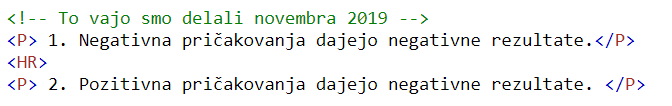 <!-- To vajo smo delali novembra 2019 -->
<P> 1. Negativna pričakovanja dajejo negativne rezultate.</P>
<HR>
<P> 2. Pozitivna pričakovanja dajejo negativne rezultate. </P>